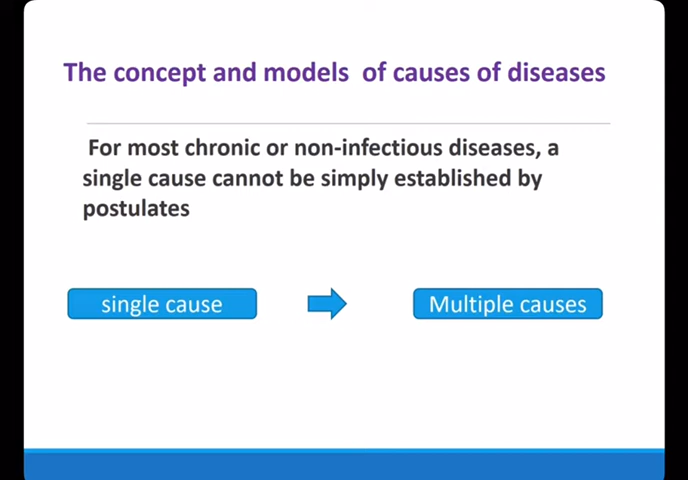 The concept and models of causes of diseases
For most chronic or non-infectious diseases, a
single cause cannot be simply established by
postulates
single cause
Multiple causes